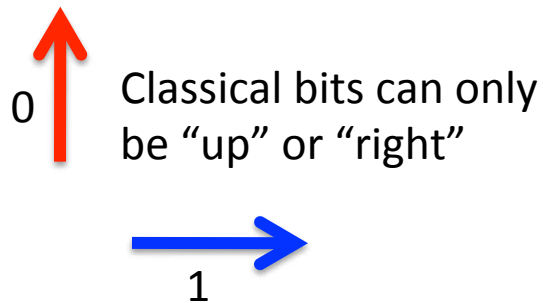 0
Classical bits can only
be “up” or “right”
1